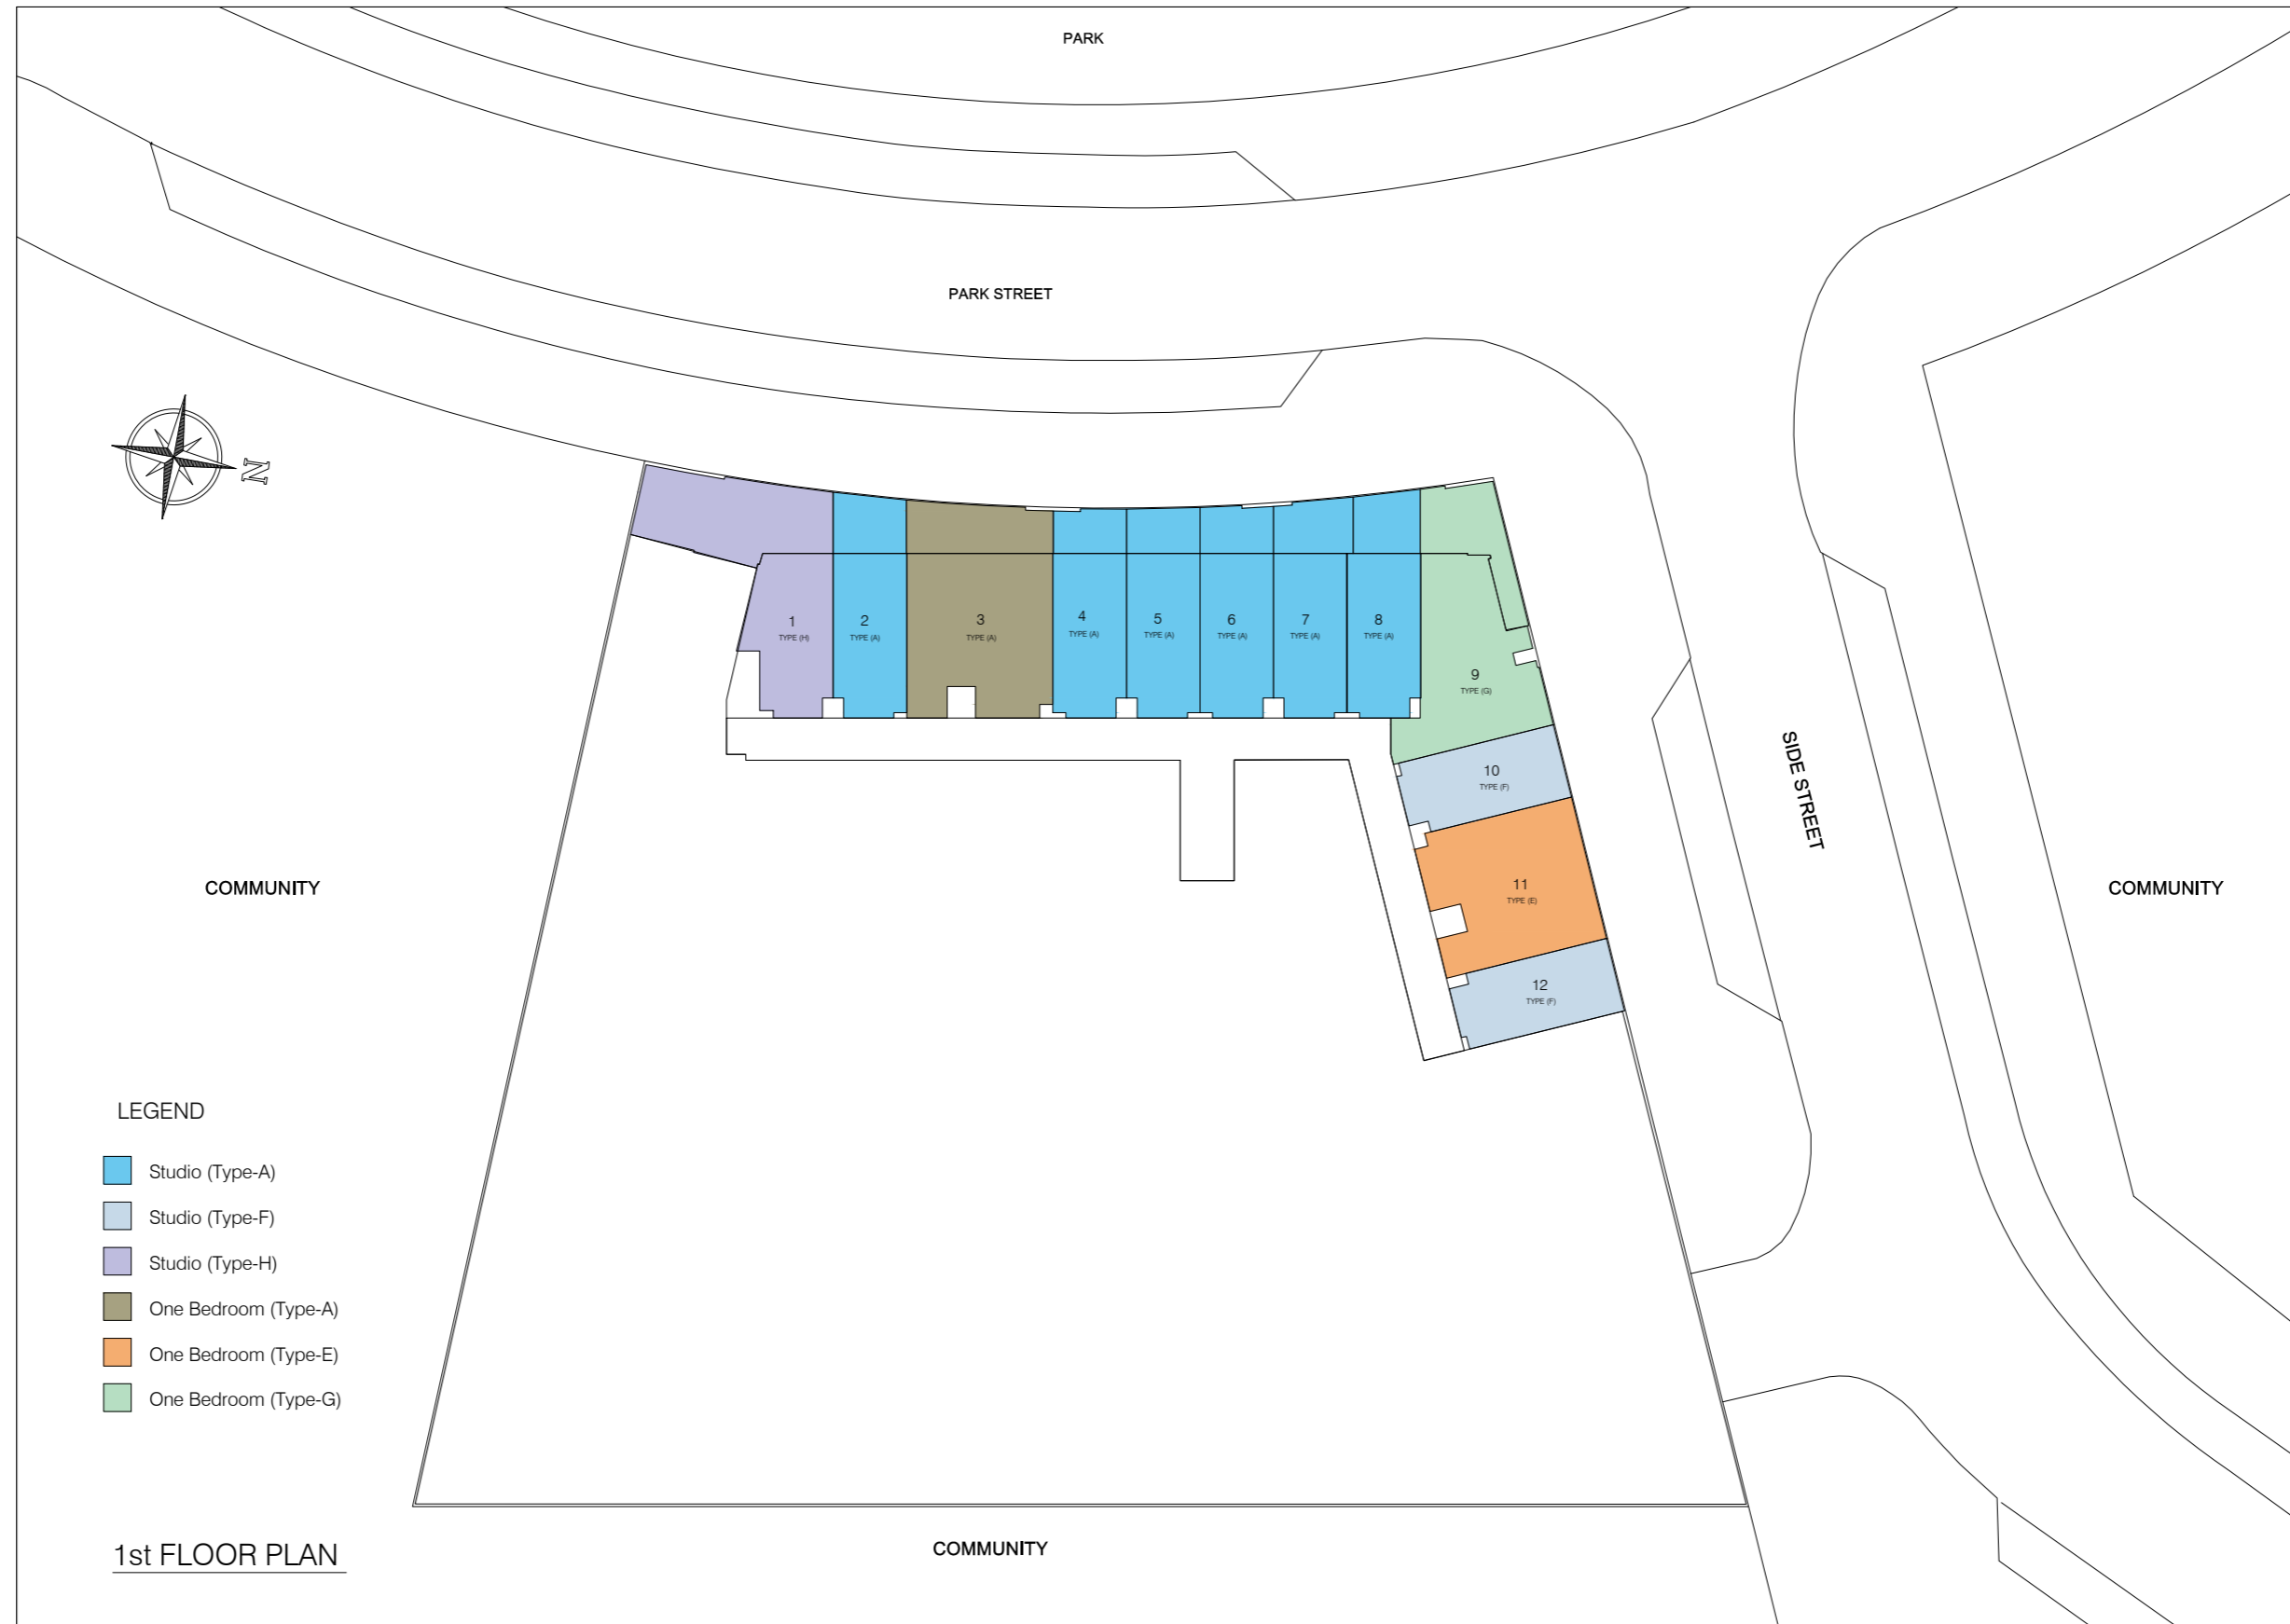 PARK
PARK STREET
N
1
TYPE (H)
2
TYPE (A)
3
TYPE (A)
4
TYPE (A)
5
TYPE (A)
6
TYPE (A)
7
TYPE (A)
8
TYPE (A)
9
TYPE (G)
10
TYPE (F)
11
TYPE (E)
12
TYPE (F)
SIDE STREET
COMMUNITY
COMMUNITY
LEGEND
Studio (Type-A)
Studio (Type-F)
Studio (Type-H)
One Bedroom (Type-A)
One Bedroom (Type-E)
One Bedroom (Type-G)
1st FLOOR PLAN
COMMUNITY